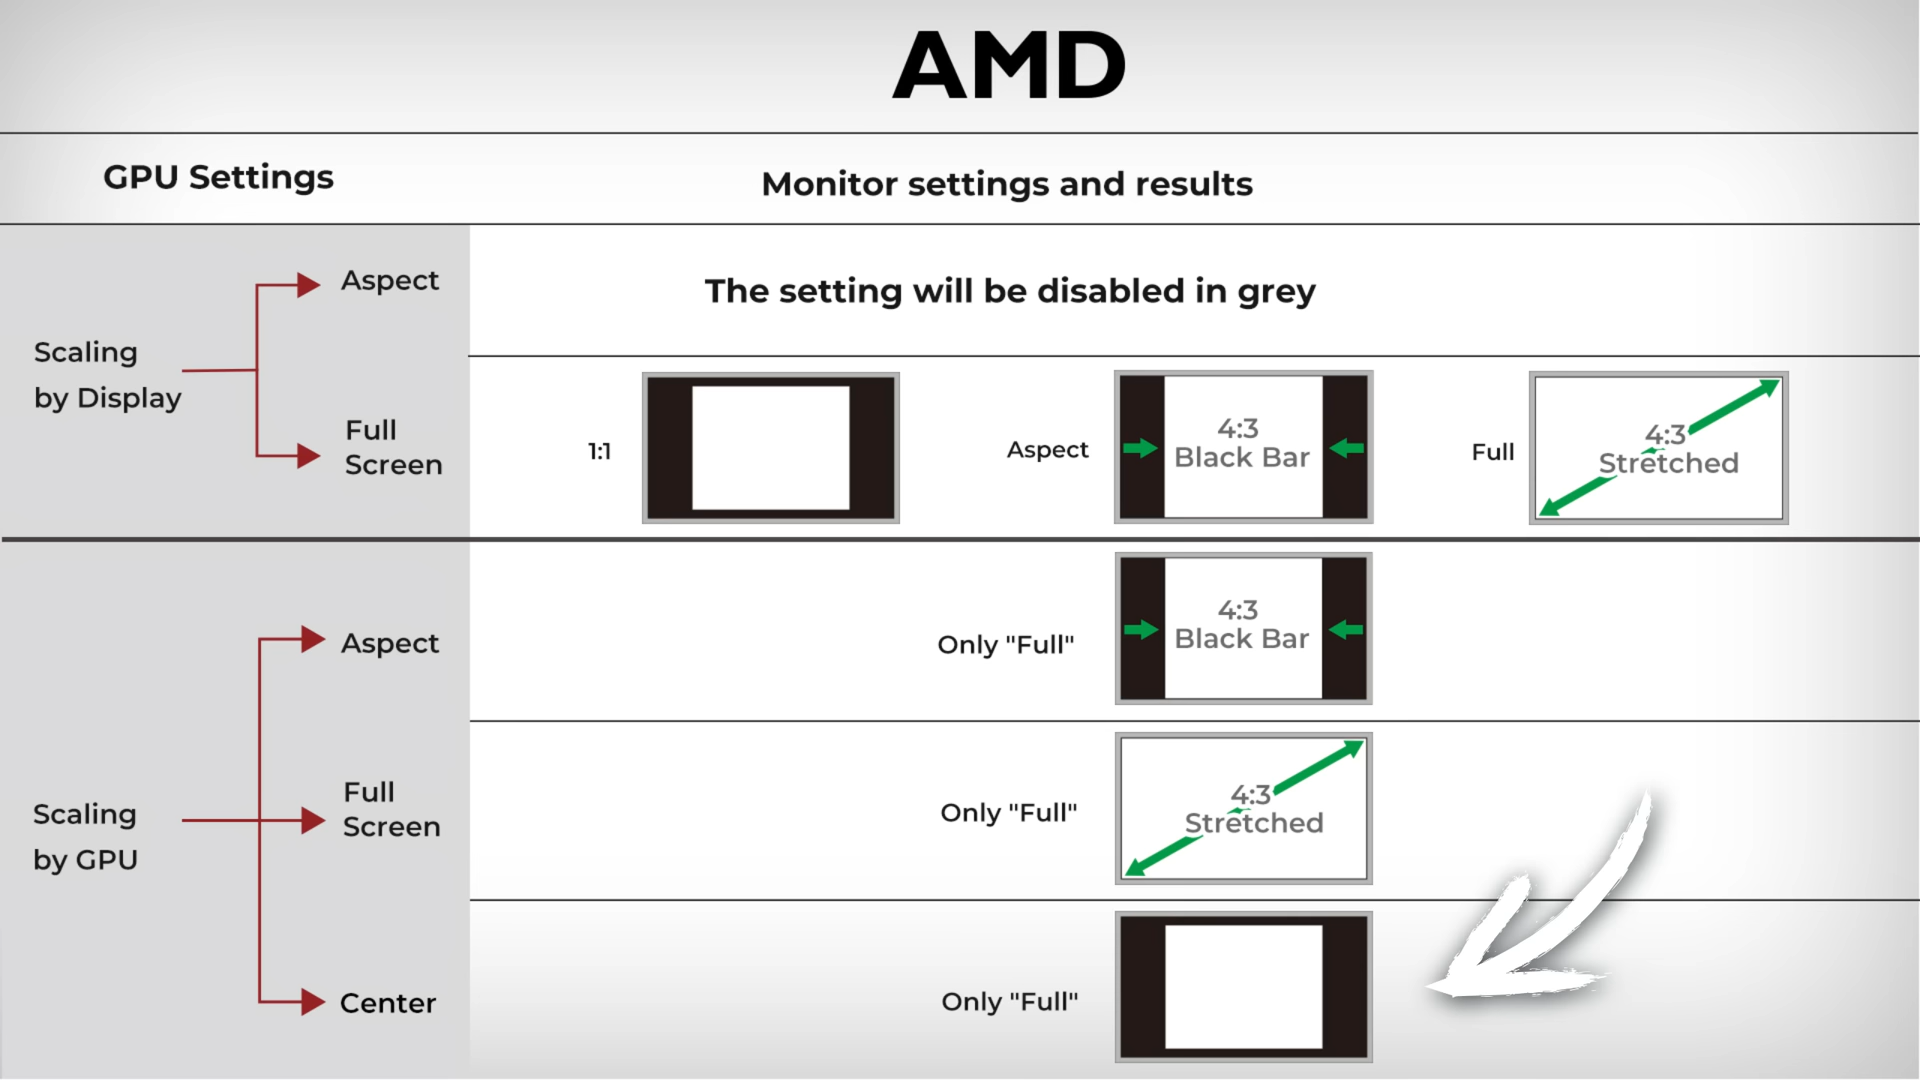 AMD
GPU Settings
Monitor settings and results
Scaling
by Display
Aspect
The setting will be disabled in grey
Full
Screen
1:1
Aspect
4:3
Black Bar
Full
4:3
Stretched
Scaling
by GPU
Aspect
Only "Full"
4:3
Black Bar
Full
Screen
Only "Full"
4:3
Stretched
Center
Only "Full"